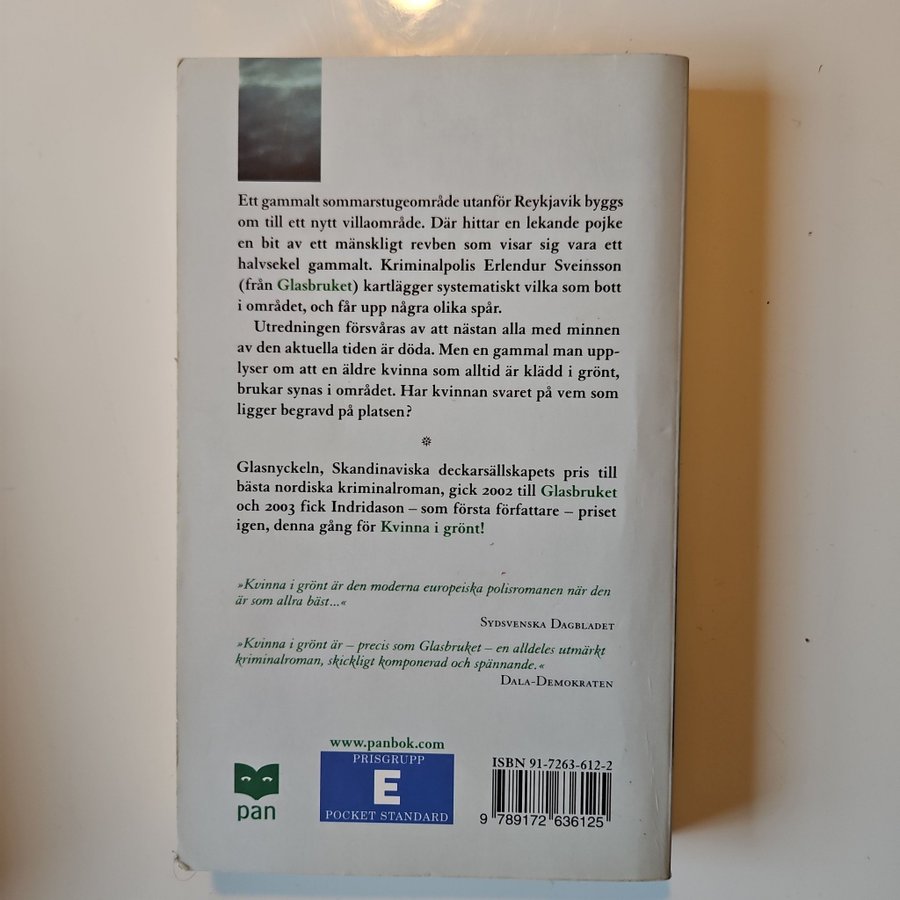 Ett gammalt sommarstugeområde utanför Reykjavik byggs
om till ett nytt villaområde. Där hittar en lekande pojke
en bit av ett mänskligt revben som visar sig vara ett
halvsekel gammalt. Kriminalpolis Erlendur Sveinsson
(från Glasbruket) kartlägger systematiskt vilka som bott
i området, och får upp några olika spår.
Utredningen försvåras av att nästan alla med minnen
av den aktuella tiden är döda. Men en gammal man upp-
lyser om att en äldre kvinna som alltid är klädd i grönt,
brukar synas i området. Har kvinnan svaret på vem som
ligger begravd på platsen?
Glasnyckeln, Skandinaviska deckarsällskapets pris till
bästa nordiska kriminalroman, gick 2002 till Glasbruket
och 2003 fick Indridason – som första författare – priset
igen, denna gång för Kvinna i grönt!
»Kvinna i grönt är den moderna europeiska polisromanen när den
är som allra bäst...«
SYDSVENSKA DAGBLADET
»Kvinna i grönt är – precis som Glasbruket – en alldeles utmärkt
kriminalroman, skickligt komponerad och spännande.«
DALA-DEMOKRATEN
www.panbok.com
pan
PRISGRUPP
E
POCKET STANDARD
ISBN 91-7263-612-2
9 789172 636125